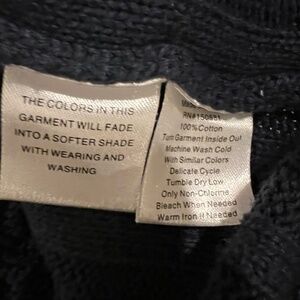 THE COLORS IN THIS
GARMENT WILL FADE
INTO A SOFTER SHADE
WITH WEARING AND
WASHING
RN#150651
100%Cotton
Turn Garment Inside Out
Machine Wash Cold
With Similar Colors
Delicate Cycle
Tumble Dry Low
Only Non-Chlorine
Bleach When Needed
Warm Iron If Needed